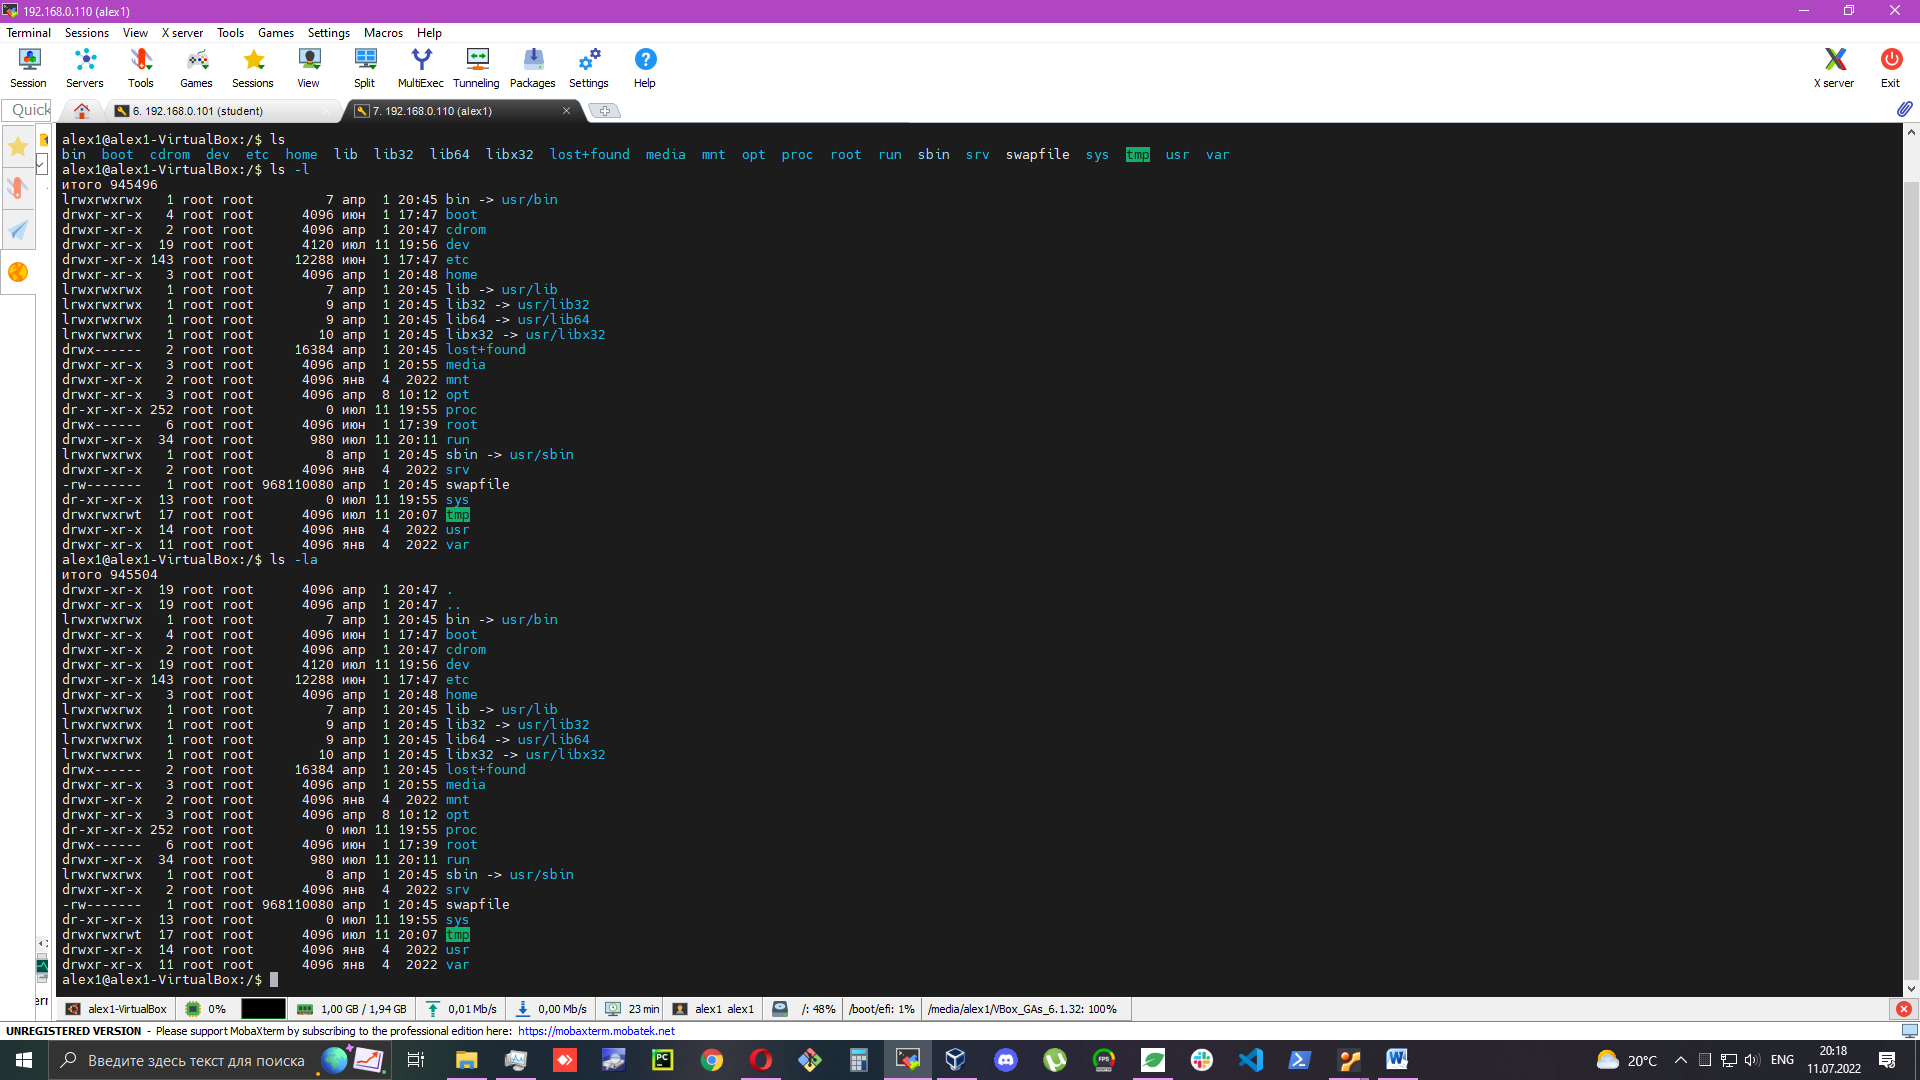 192.168.0.110 (alex1)
Terminal Sessions View X server Tools Games Settings Macros Help
Session Servers Tools Games Sessions View Split MultiExec Tunneling Packages Settings Help X server Exit
Quick 6. 192.168.0.101 (student) 7. 192.168.0.110 (alex1)
alex1@alex1-VirtualBox:/$ ls
bin boot cdrom dev etc home lib lib32 lib64 libx32 lost+found media mnt opt proc root run sbin srv swapfile sys tmp usr var
alex1@alex1-VirtualBox:/$ ls -l
итого 945496
lrwxrwxrwx 1 root root 7 апр 1 20:45 bin -> usr/bin
drwxr-xr-x 4 root root 4096 июн 1 17:47 boot
drwxr-xr-x 2 root root 4096 апр 1 20:47 cdrom
drwxr-xr-x 19 root root 4120 июл 11 19:56 dev
drwxr-xr-x 143 root root 12288 июн 1 17:47 etc
drwxr-xr-x 3 root root 4096 апр 1 20:48 home
lrwxrwxrwx 1 root root 7 апр 1 20:45 lib -> usr/lib
lrwxrwxrwx 1 root root 9 апр 1 20:45 lib32 -> usr/lib32
lrwxrwxrwx 1 root root 9 апр 1 20:45 lib64 -> usr/lib64
lrwxrwxrwx 1 root root 10 апр 1 20:45 libx32 -> usr/libx32
drwx------ 2 root root 16384 апр 1 20:45 lost+found
drwxr-xr-x 3 root root 4096 апр 1 20:55 media
drwxr-xr-x 2 root root 4096 янв 4 2022 mnt
drwxr-xr-x 3 root root 4096 апр 8 10:12 opt
dr-xr-xr-x 252 root root 0 июл 11 19:55 proc
drwx------ 6 root root 4096 июн 1 17:39 root
drwxr-xr-x 34 root root 980 июл 11 20:11 run
lrwxrwxrwx 1 root root 8 апр 1 20:45 sbin -> usr/sbin
drwxr-xr-x 2 root root 4096 янв 4 2022 srv
-rw------- 1 root root 968110080 апр 1 20:45 swapfile
dr-xr-xr-x 13 root root 0 июл 11 19:55 sys
drwxrwxrwt 17 root root 4096 июл 11 20:07 tmp
drwxr-xr-x 14 root root 4096 янв 4 2022 usr
drwxr-xr-x 11 root root 4096 янв 4 2022 var
alex1@alex1-VirtualBox:/$ ls -la
итого 945504
drwxr-xr-x 19 root root 4096 апр 1 20:47 .
drwxr-xr-x 19 root root 4096 апр 1 20:47 ..
lrwxrwxrwx 1 root root 7 апр 1 20:45 bin -> usr/bin
drwxr-xr-x 4 root root 4096 июн 1 17:47 boot
drwxr-xr-x 2 root root 4096 апр 1 20:47 cdrom
drwxr-xr-x 19 root root 4120 июл 11 19:56 dev
drwxr-xr-x 143 root root 12288 июн 1 17:47 etc
drwxr-xr-x 3 root root 4096 апр 1 20:48 home
lrwxrwxrwx 1 root root 7 апр 1 20:45 lib -> usr/lib
lrwxrwxrwx 1 root root 9 апр 1 20:45 lib32 -> usr/lib32
lrwxrwxrwx 1 root root 9 апр 1 20:45 lib64 -> usr/lib64
lrwxrwxrwx 1 root root 10 апр 1 20:45 libx32 -> usr/libx32
drwx------ 2 root root 16384 апр 1 20:45 lost+found
drwxr-xr-x 3 root root 4096 апр 1 20:55 media
drwxr-xr-x 2 root root 4096 янв 4 2022 mnt
drwxr-xr-x 3 root root 4096 апр 8 10:12 opt
dr-xr-xr-x 252 root root 0 июл 11 19:55 proc
drwx------ 6 root root 4096 июн 1 17:39 root
drwxr-xr-x 34 root root 980 июл 11 20:11 run
lrwxrwxrwx 1 root root 8 апр 1 20:45 sbin -> usr/sbin
drwxr-xr-x 2 root root 4096 янв 4 2022 srv
-rw------- 1 root root 968110080 апр 1 20:45 swapfile
dr-xr-xr-x 13 root root 0 июл 11 19:55 sys
drwxrwxrwt 17 root root 4096 июл 11 20:07 tmp
drwxr-xr-x 14 root root 4096 янв 4 2022 usr
drwxr-xr-x 11 root root 4096 янв 4 2022 var
alex1@alex1-VirtualBox:/$
alex1-VirtualBox 0% 1,00 GB / 1,94 GB 0,01 Mb/s 0,00 Mb/s 23 min alex1 alex1 /: 48% /boot/efi: 1% /media/alex1/VBox_GAs_6.1.32: 100%
UNREGISTERED VERSION - Please support MobaXterm by subscribing to the professional edition here: https://mobaxterm.mobatek.net
Введите здесь текст для поиска 20°C ENG 20:18
11.07.2022